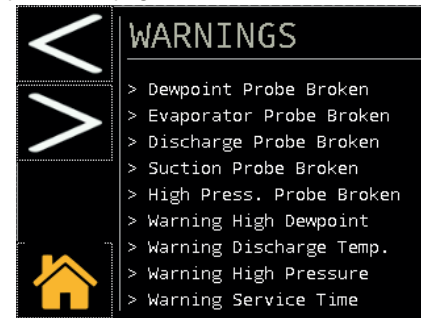 WARNINGS
> Dewpoint Probe Broken
> Evaporator Probe Broken
> Discharge Probe Broken
> Suction Probe Broken
> High Press. Probe Broken
> Warning High Dewpoint
> Warning Discharge Temp.
> Warning High Pressure
> Warning Service Time